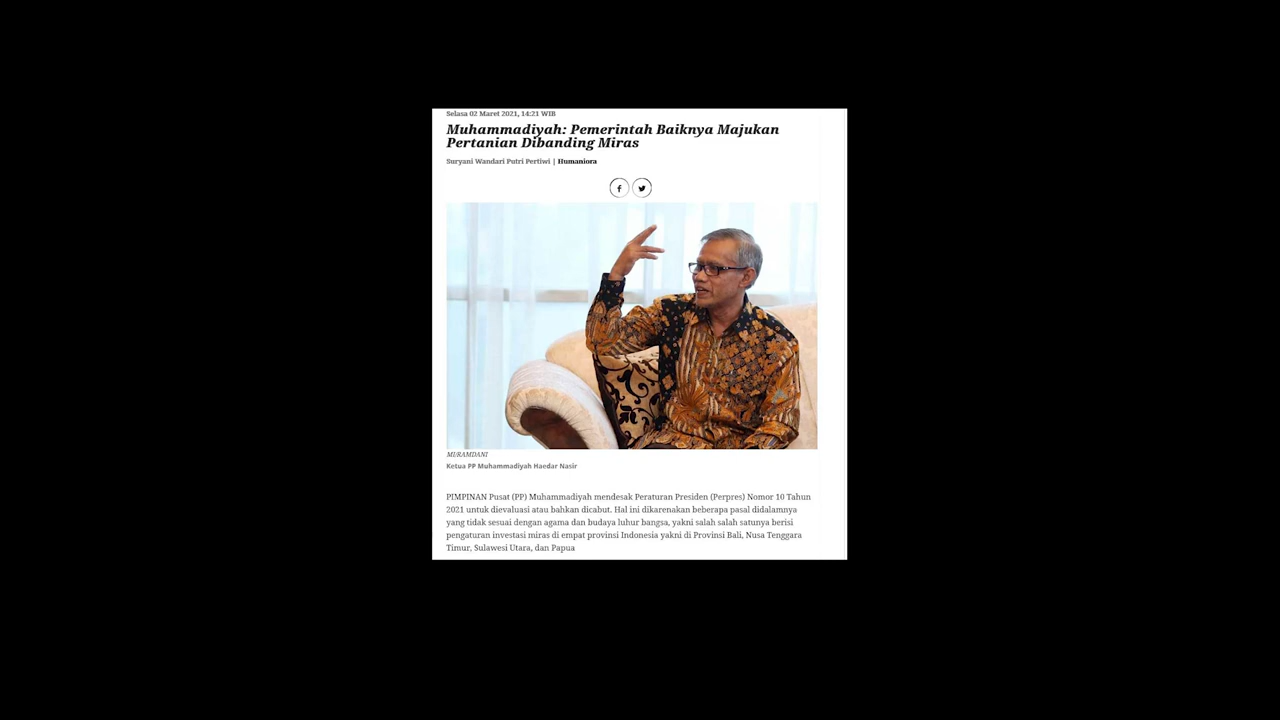 Selasa 02 Maret 2021, 14:21 WIB
Muhammadiyah: Pemerintah Baiknya Majukan
Pertanian Dibanding Miras
Suryani Wandari Putri Pertiwi | Humaniora
MI/RAMDANI
Ketua PP Muhammadiyah Haedar Nasir
PIMPINAN Pusat (PP) Muhammadiyah mendesak Peraturan Presiden (Perpres) Nomor 10 Tahun
2021 untuk dievaluasi atau bahkan dicabut. Hal ini dikarenakan beberapa pasal didalamnya
yang tidak sesuai dengan agama dan budaya luhur bangsa, yakni salah salah satunya berisi
pengaturan investasi miras di empat provinsi Indonesia yakni di Provinsi Bali, Nusa Tenggara
Timur, Sulawesi Utara, dan Papua